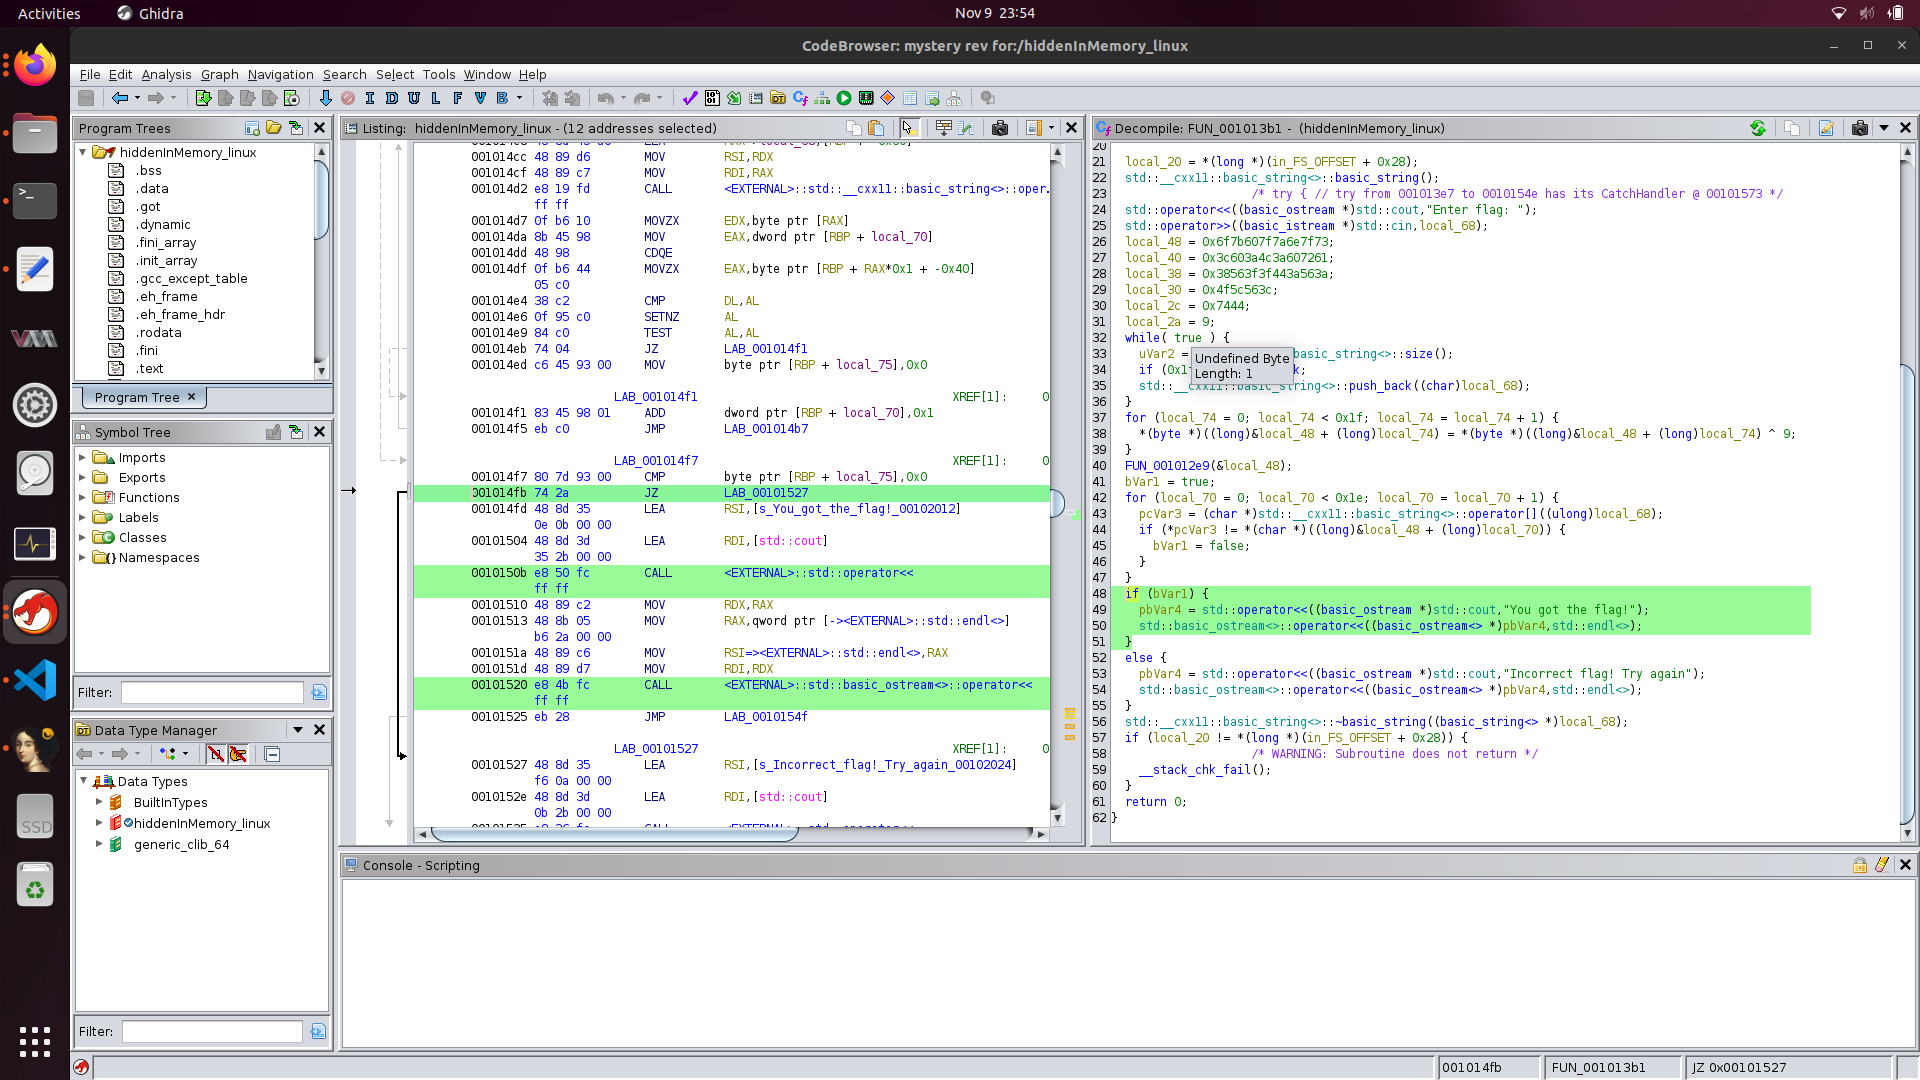 Activities
Ghidra
Nov 9 23:54
CodeBrowser: mystery rev for:/hiddenInMemory_linux
File Edit Analysis Graph Navigation Search Select Tools Window Help
I D U L F V B
Program Trees
hiddenInMemory_linux
.bss
.data
.got
.dynamic
.fini_array
.init_array
.gcc_except_table
.eh_frame
.eh_frame_hdr
.rodata
.fini
.text
Program Tree
Symbol Tree
Imports
Exports
Functions
Labels
Classes
Namespaces
Filter:
Data Type Manager
Data Types
BuiltInTypes
hiddenInMemory_linux
generic_clib_64
Filter:
SSD
Listing: hiddenInMemory_linux - (12 addresses selected)
001014cc 48 89 d6 MOV RSI,RDX
001014cf 48 89 c7 MOV RDI,RAX
001014d2 e8 19 fd CALL <EXTERNAL>::std::__cxx11::basic_string<>::oper.
ff ff
001014d7 0f b6 10 MOVZX EDX,byte ptr [RAX]
001014da 8b 45 98 MOV EAX,dword ptr [RBP + local_70]
001014dd 48 98 CDQE
001014df 0f b6 44 MOVZX EAX,byte ptr [RBP + RAX*0x1 + -0x40]
05 c0
001014e4 38 c2 CMP DL,AL
001014e6 0f 95 c0 SETNZ AL
001014e9 84 c0 TEST AL,AL
001014eb 74 04 JZ LAB_001014f1
001014ed c6 45 93 00 MOV byte ptr [RBP + local_75],0x0
LAB_001014f1 XREF[1]: 0
001014f1 83 45 98 01 ADD dword ptr [RBP + local_70],0x1
001014f5 eb c0 JMP LAB_001014b7
LAB_001014f7 XREF[1]: 0
001014f7 80 7d 93 00 CMP byte ptr [RBP + local_75],0x0
001014fb 74 2a JZ LAB_00101527
001014fd 48 8d 35 LEA RSI,[s_You_got_the_flag!_00102012]
0e 0b 00 00
00101504 48 8d 3d LEA RDI,[std::cout]
35 2b 00 00
0010150b e8 50 fc CALL <EXTERNAL>::std::operator<<
ff ff
00101510 48 89 c2 MOV RDX,RAX
00101513 48 8b 05 MOV RAX,qword ptr [-><EXTERNAL>::std::endl<>]
b6 2a 00 00
0010151a 48 89 c6 MOV RSI=><EXTERNAL>::std::endl<>,RAX
0010151d 48 89 d7 MOV RDI,RDX
00101520 e8 4b fc CALL <EXTERNAL>::std::basic_ostream<>::operator<<
ff ff
00101525 eb 28 JMP LAB_0010154f
LAB_00101527 XREF[1]: 0
00101527 48 8d 35 LEA RSI,[s_Incorrect_flag!_Try_again_00102024]
f6 0a 00 00
0010152e 48 8d 3d LEA RDI,[std::cout]
0b 2b 00 00
Decompile: FUN_001013b1 - (hiddenInMemory_linux)
20
21 local_20 = *(long *)(in_FS_OFFSET + 0x28);
22 std::__cxx11::basic_string<>::basic_string();
23 /* try { // try from 001013e7 to 0010154e has its CatchHandler @ 00101573 */
24 std::operator<<((basic_ostream *)std::cout,"Enter flag: ");
25 std::operator>>((basic_istream *)std::cin,local_68);
26 local_48 = 0x6f7b607f7a6e7f73;
27 local_40 = 0x3c603a4c3a607261;
28 local_38 = 0x38563f3f443a563a;
29 local_30 = 0x4f5c563c;
30 local_2c = 0x7444;
31 local_2a = 9;
32 while( true ) {
33 uVar2 = basic_string<>::size();
34 if (0x1 k;
35 std::__cxx11::basic_string<>::push_back((char)local_68);
36 }
37 for (local_74 = 0; local_74 < 0x1f; local_74 = local_74 + 1) {
38 *(byte *)((long)&local_48 + (long)local_74) = *(byte *)((long)&local_48 + (long)local_74) ^ 9;
39 }
40 FUN_001012e9(&local_48);
41 bVar1 = true;
42 for (local_70 = 0; local_70 < 0x1e; local_70 = local_70 + 1) {
43 pcVar3 = (char *)std::__cxx11::basic_string<>::operator[]((ulong)local_68);
44 if (*pcVar3 != *(char *)((long)&local_48 + (long)local_70)) {
45 bVar1 = false;
46 }
47 }
48 if (bVar1) {
49 pbVar4 = std::operator<<((basic_ostream *)std::cout,"You got the flag!");
50 std::basic_ostream<>::operator<<((basic_ostream<> *)pbVar4,std::endl<>);
51 }
52 else {
53 pbVar4 = std::operator<<((basic_ostream *)std::cout,"Incorrect flag! Try again");
54 std::basic_ostream<>::operator<<((basic_ostream<> *)pbVar4,std::endl<>);
55 }
56 std::__cxx11::basic_string<>::~basic_string((basic_string<> *)local_68);
57 if (local_20 != *(long *)(in_FS_OFFSET + 0x28)) {
58 /* WARNING: Subroutine does not return */
59 __stack_chk_fail();
60 }
61 return 0;
62 }
Undefined Byte
Length: 1
Console - Scripting
001014fb
FUN_001013b1
JZ 0x00101527